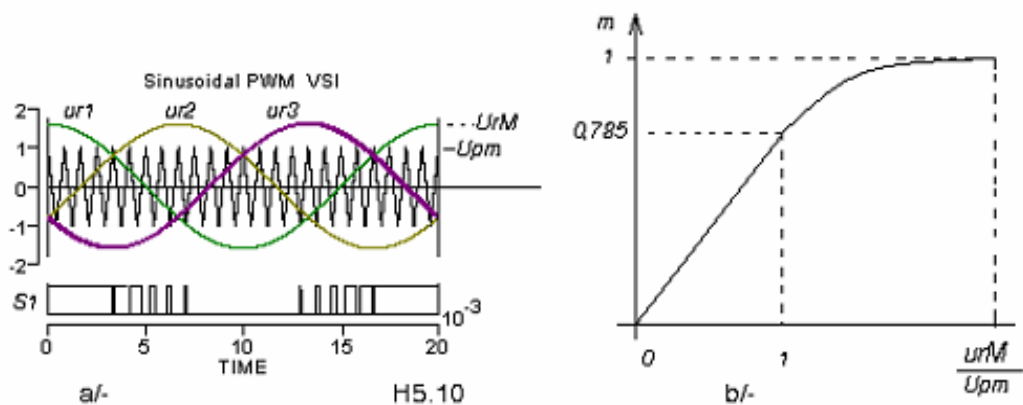 Sinusoidal PWM VSI
2
ur1 ur2 ur3
UrM
1
Upm
0
-1
-2
S1
10-3
0 5 10 15 20
TIME
a/- H5.10
m
1
0,785
0 1 urM
Upm
b/-